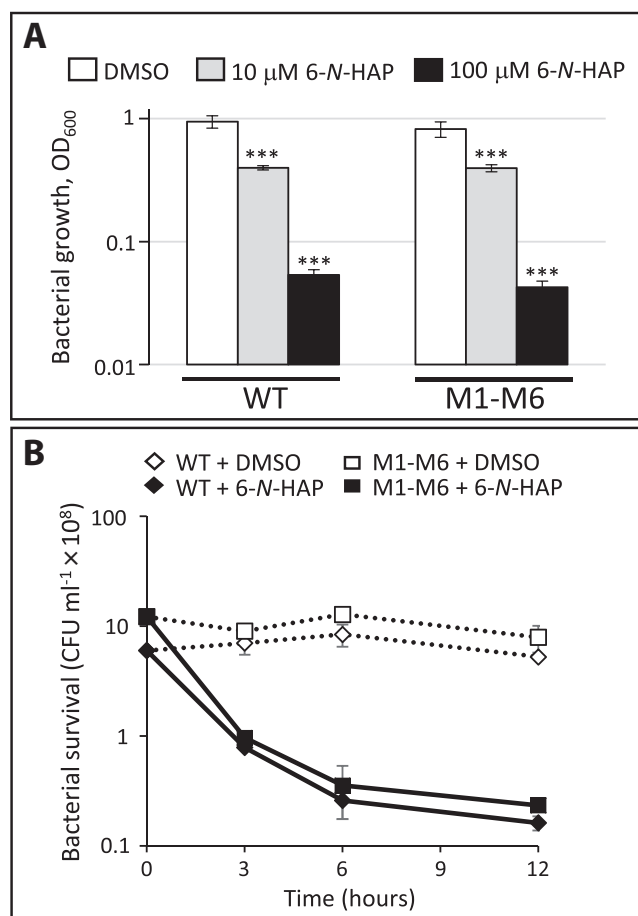 A
DMSO 10 μM 6-N-HAP 100 μM 6-N-HAP
Bacterial growth, OD600
1
0.1
0.01
*** *** *** ***
WT M1-M6
B
WT + DMSO M1-M6 + DMSO
WT + 6-N-HAP M1-M6 + 6-N-HAP
Bacterial survival (CFU ml-1 × 10⁸)
100
10
1
0.1
0 3 6 9 12
Time (hours)